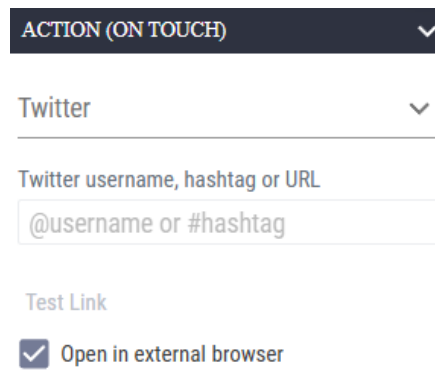 ACTION (ON TOUCH)
Twitter
Twitter username, hashtag or URL
@username or #hashtag
Test Link
Open in external browser